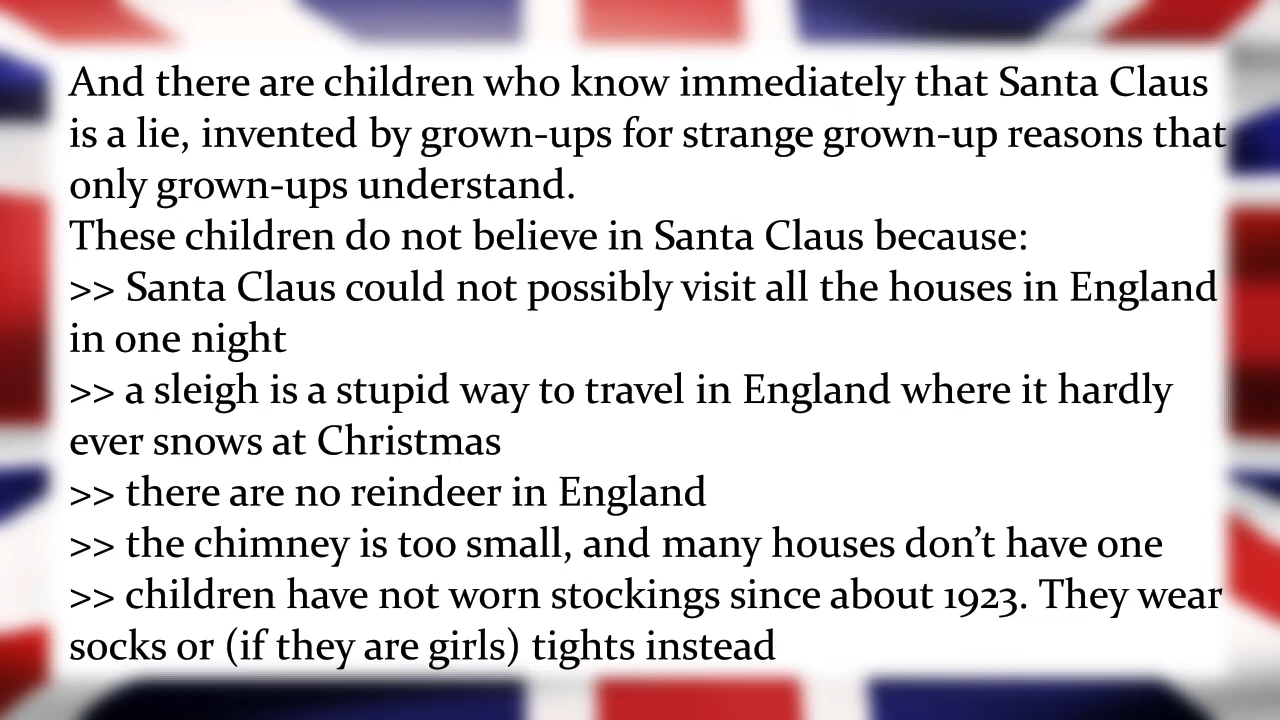 And there are children who know immediately that Santa Claus
is a lie, invented by grown-ups for strange grown-up reasons that
only grown-ups understand.
These children do not believe in Santa Claus because:
>> Santa Claus could not possibly visit all the houses in England
in one night
>> a sleigh is a stupid way to travel in England where it hardly
ever snows at Christmas
>> there are no reindeer in England
>> the chimney is too small, and many houses don’t have one
>> children have not worn stockings since about 1923. They wear
socks or (if they are girls) tights instead